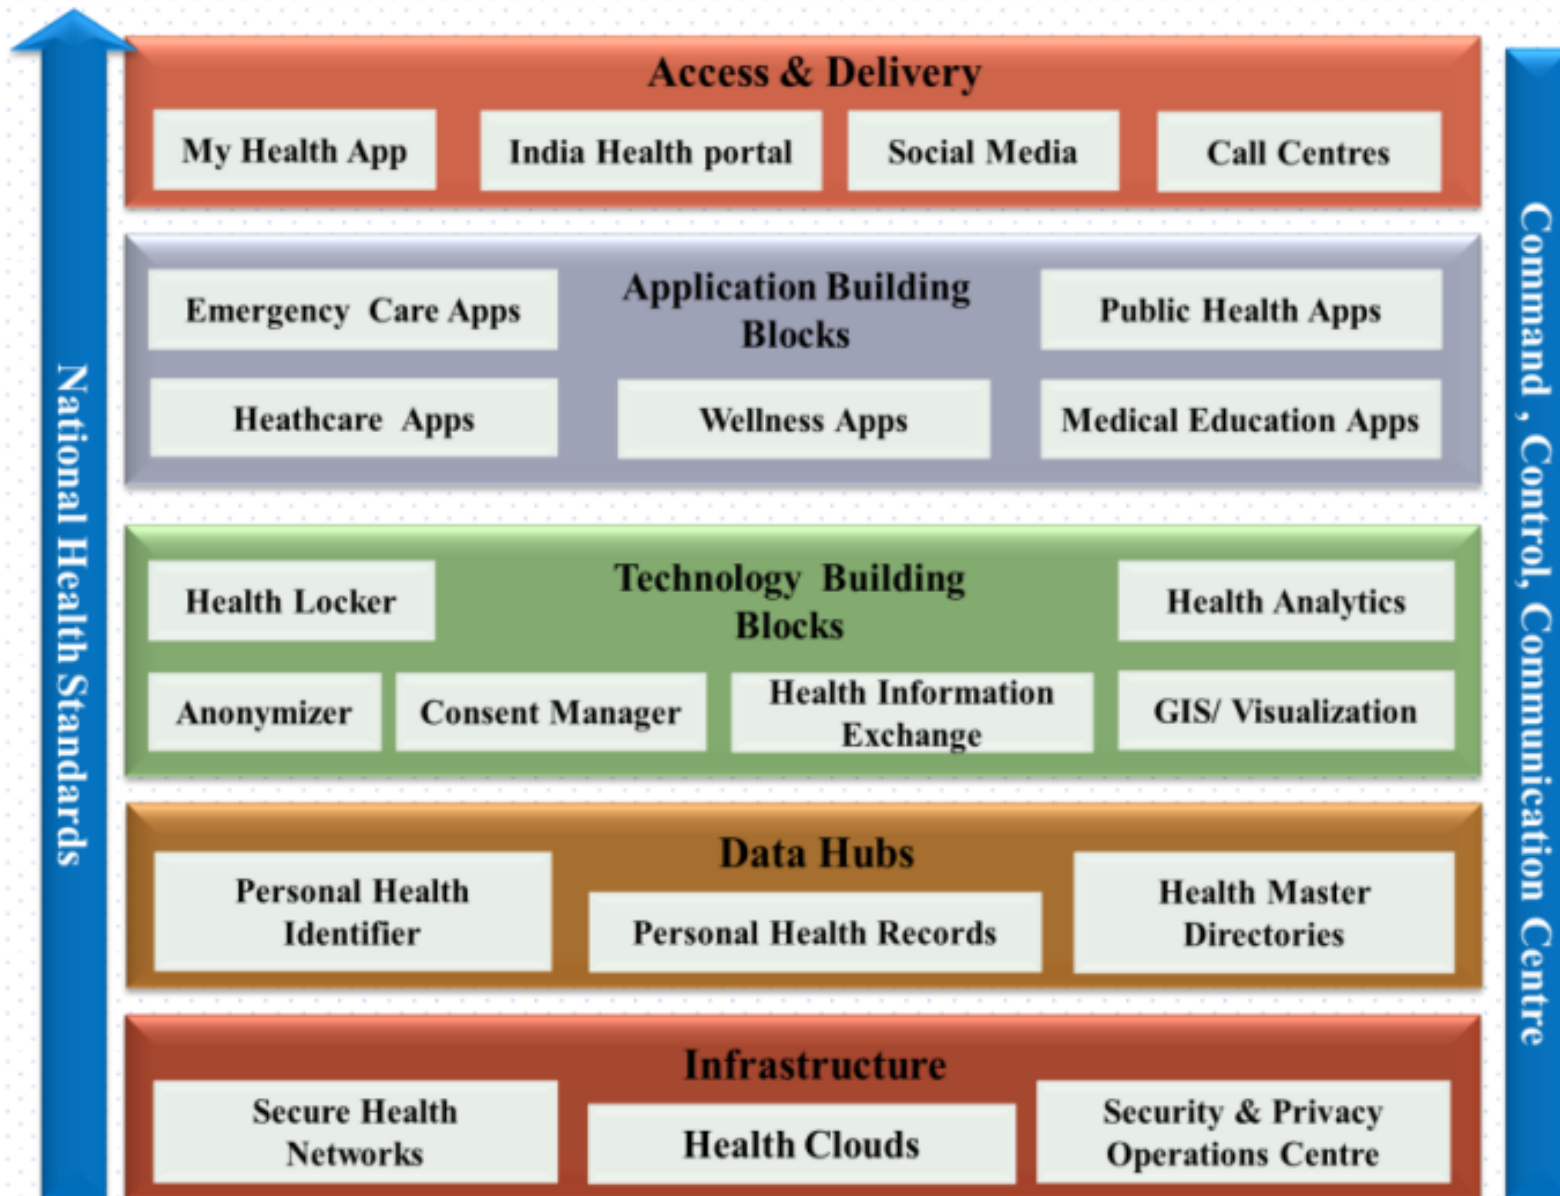 Access & Delivery
My Health App
India Health portal
Social Media
Call Centres
Emergency Care Apps
Application Building
Blocks
Public Health Apps
Heathcare Apps
Wellness Apps
Medical Education Apps
Health Locker
Technology Building
Blocks
Health Analytics
Anonymizer
Consent Manager
Health Information
Exchange
GIS/ Visualization
Data Hubs
Personal Health
Identifier
Personal Health Records
Health Master
Directories
Infrastructure
Secure Health
Networks
Health Clouds
Security & Privacy
Operations Centre
National Health Standards
Command , Control, Communication Centre